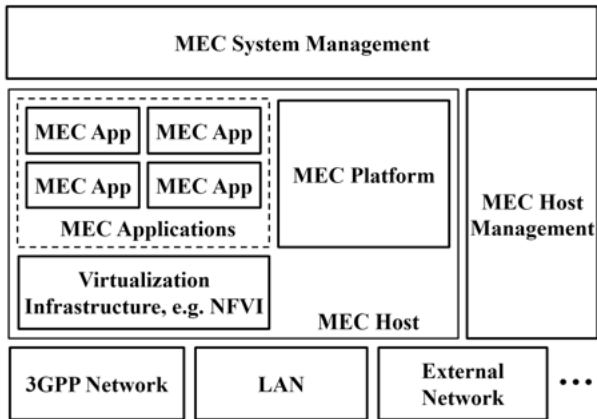 MEC System Management
MEC App
MEC App
MEC App
MEC App
MEC Applications
MEC Platform
Virtualization
Infrastructure, e.g. NFVI
MEC Host
MEC Host
Management
3GPP Network
LAN
External
Network
...